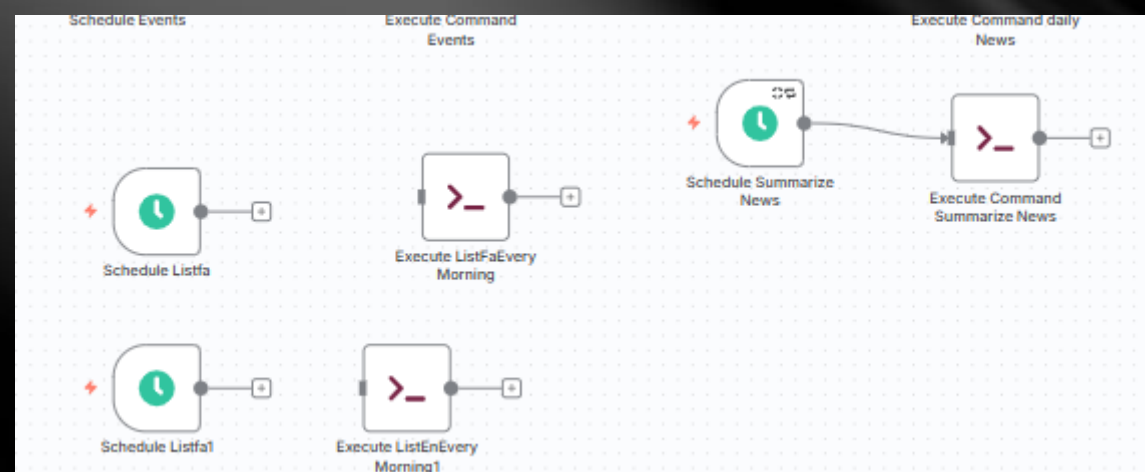 Schedule Events
Execute Command
Events
Execute Command daily
News
Schedule Summarize
News
Execute Command
Summarize News
Schedule Listfa
Execute ListFaEvery
Morning
Schedule Listfa1
Execute ListEnEvery
Morning1